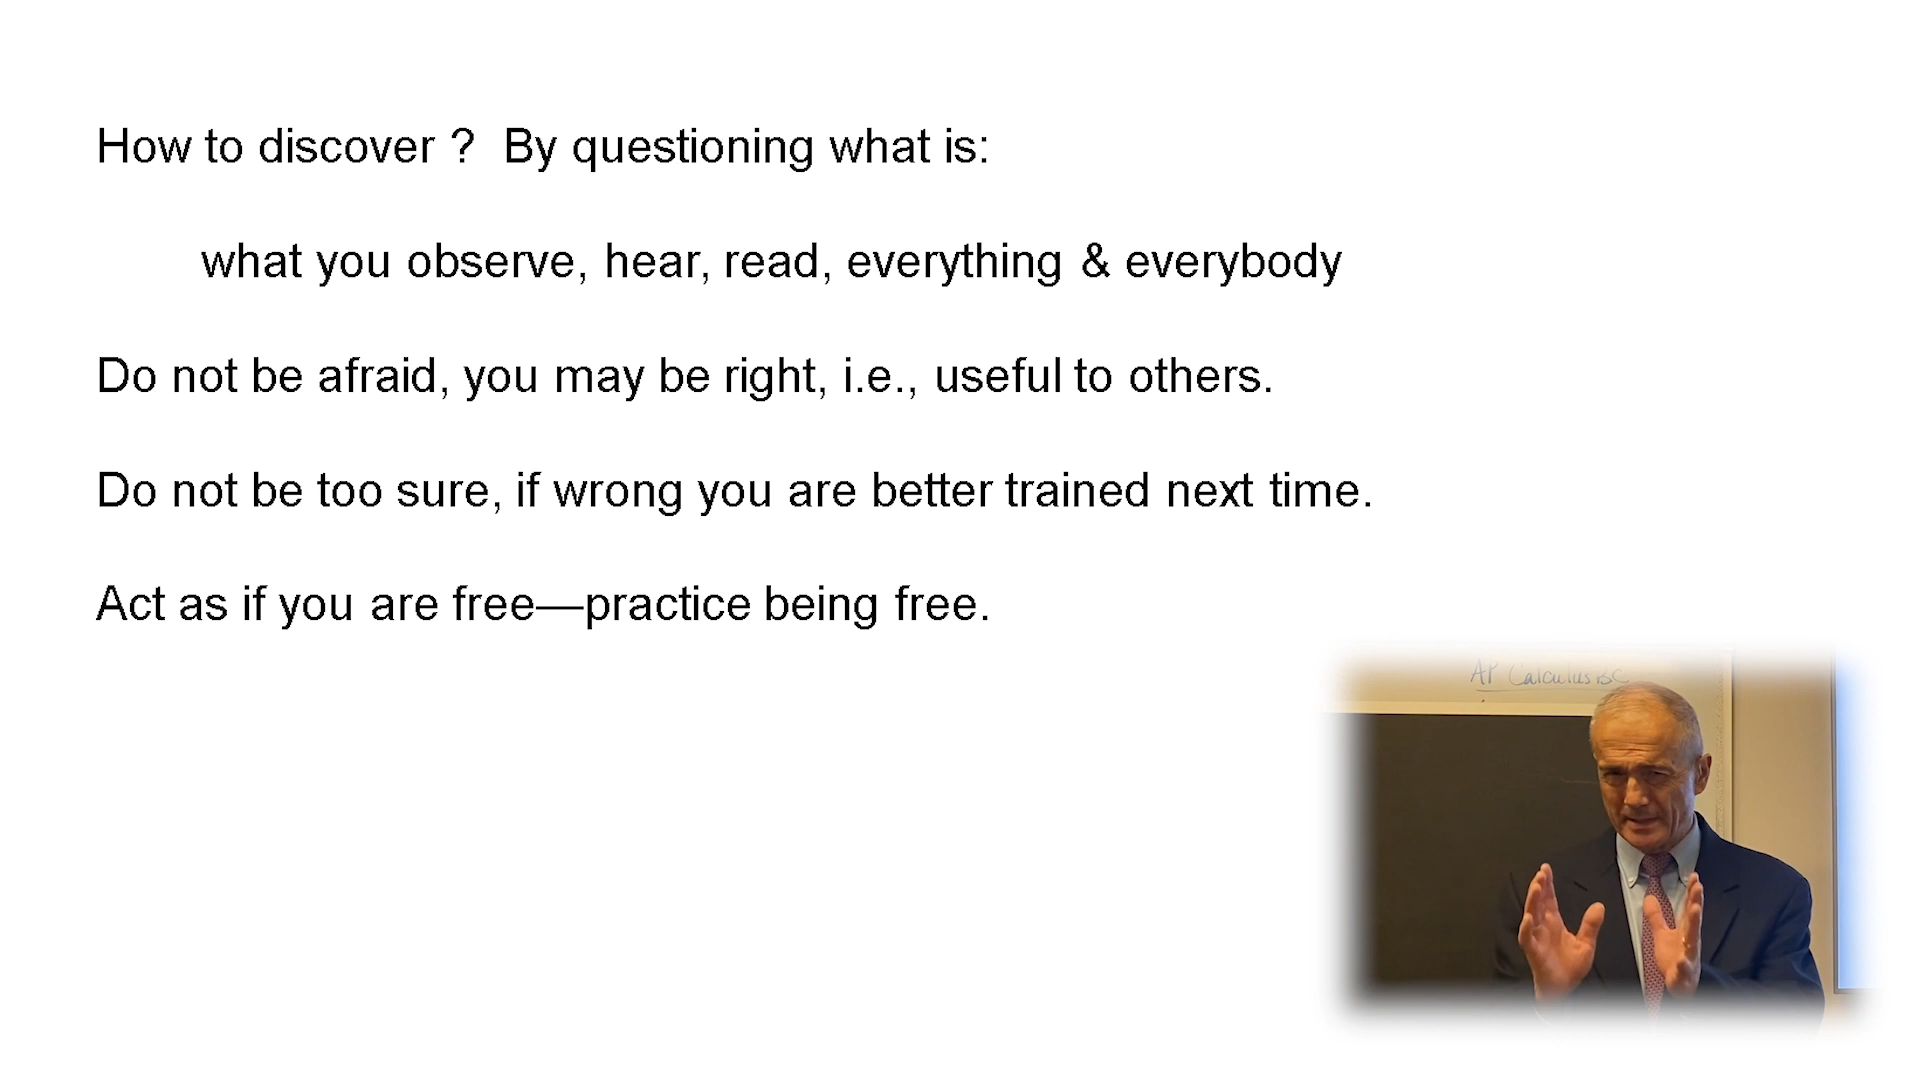 How to discover ?  By questioning what is:
what you observe, hear, read, everything & everybody
Do not be afraid, you may be right, i.e., useful to others.
Do not be too sure, if wrong you are better trained next time.
Act as if you are free—practice being free.
AP Calculus BC